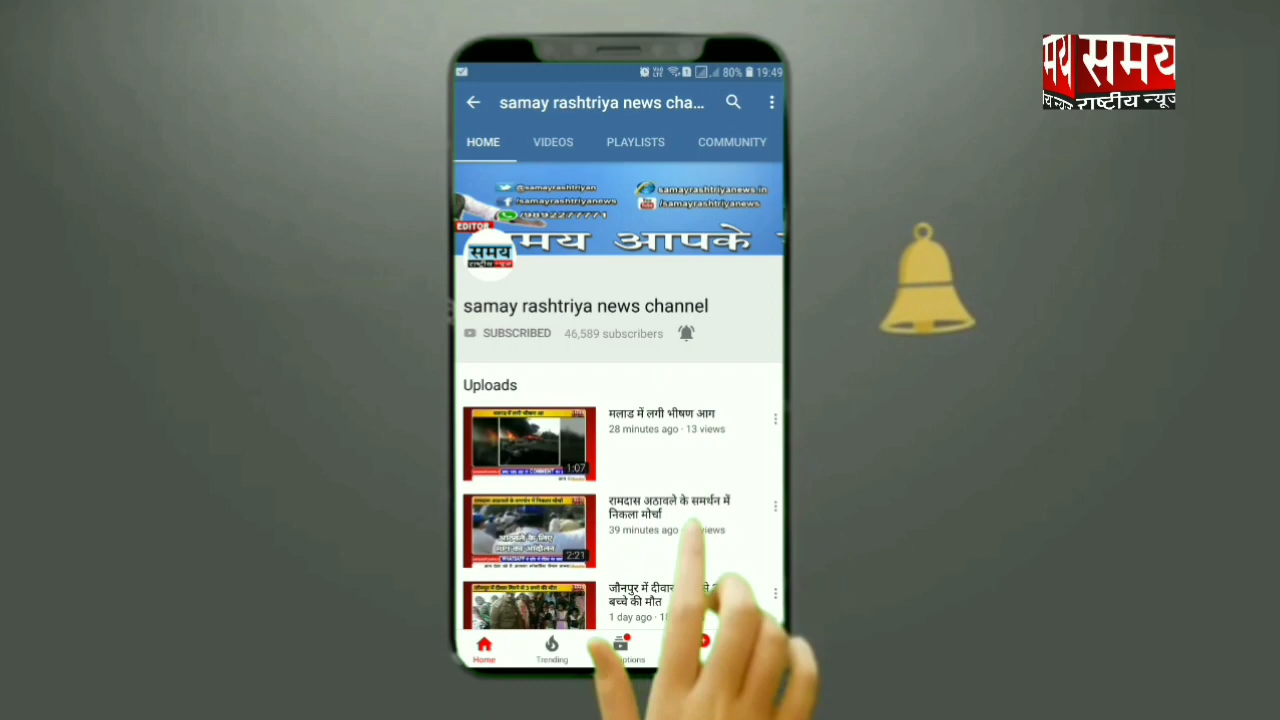 समय
राष्ट्रीय न्यूज
80% 19:49
samay rashtriya news cha...
HOME VIDEOS PLAYLISTS COMMUNITY
@samayrashtriyan
samayrashtriyanews.in
/samayrashtriyanews
/samayrashtriyanews
/9892277771
EDITOR
मय आपके
समय
राष्ट्रीय न्यूज
samay rashtriya news channel
SUBSCRIBED 46,589 subscribers
Uploads
मलाड में लगी भीषण आग
28 minutes ago · 13 views
1:07
रामदास अठावले के समर्थन में
निकला मोर्चा
39 minutes ago views
2:21
जौनपुर में
बच्चे की मौत
1 day ago
Home Trending